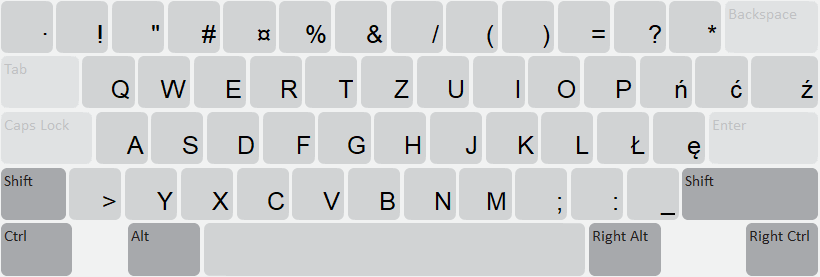 · ! " # ¤ % & / ( ) = ? * Backspace
Tab Q W E R T Z U I O P ń ć ź
Caps Lock A S D F G H J K L Ł ę Enter
Shift > Y X C V B N M ; : _ Shift
Ctrl Alt Right Alt Right Ctrl